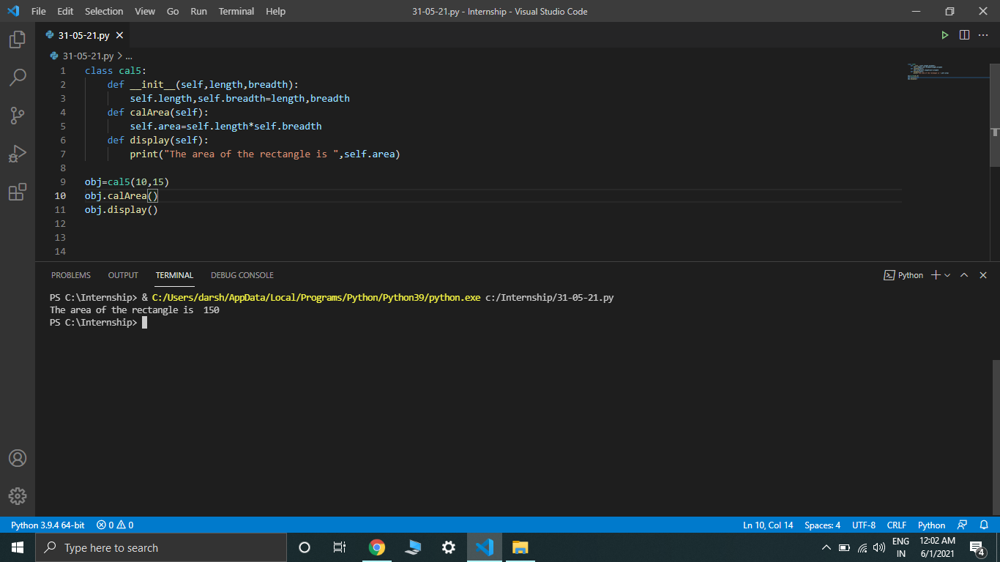 File Edit Selection View Go Run Terminal Help 31-05-21.py - Internship - Visual Studio Code
31-05-21.py
31-05-21.py > ...
1 class cal5:
2     def __init__(self,length,breadth):
3         self.length,self.breadth=length,breadth
4     def calArea(self):
5         self.area=self.length*self.breadth
6     def display(self):
7         print("The area of the rectangle is ",self.area)
8
9 obj=cal5(10,15)
10 obj.calArea()
11 obj.display()
12
13
14
PROBLEMS OUTPUT TERMINAL DEBUG CONSOLE Python
PS C:\Internship> & C:/Users/darsh/AppData/Local/Programs/Python/Python39/python.exe c:/Internship/31-05-21.py
The area of the rectangle is  150
PS C:\Internship>
Python 3.9.4 64-bit 0 0 Ln 10, Col 14 Spaces: 4 UTF-8 CRLF Python
Type here to search
ENG
IN
12:02 AM
6/1/2021
4